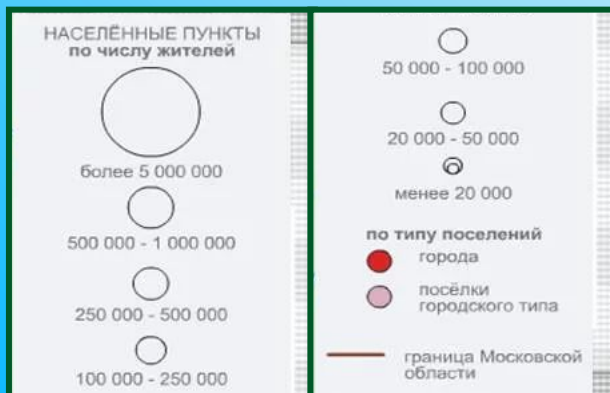 НАСЕЛЁННЫЕ ПУНКТЫ
по числу жителей
более 5 000 000
500 000 - 1 000 000
250 000 - 500 000
100 000 - 250 000
50 000 - 100 000
20 000 - 50 000
менее 20 000
по типу поселений
города
посёлки
городского типа
граница Московской
области